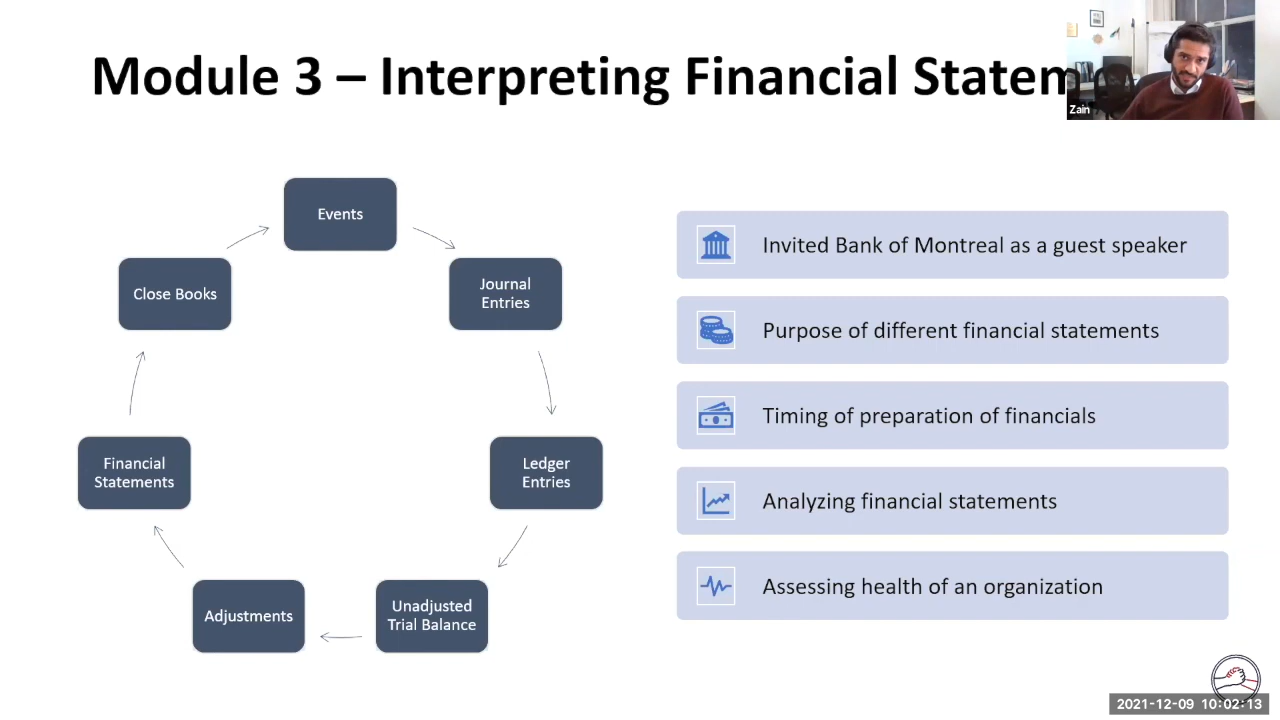 Module 3 – Interpreting Financial Statem
Zain
Events
Journal
Entries
Ledger
Entries
Unadjusted
Trial Balance
Adjustments
Financial
Statements
Close Books
Invited Bank of Montreal as a guest speaker
Purpose of different financial statements
Timing of preparation of financials
Analyzing financial statements
Assessing health of an organization
2021-12-09 10:02:13